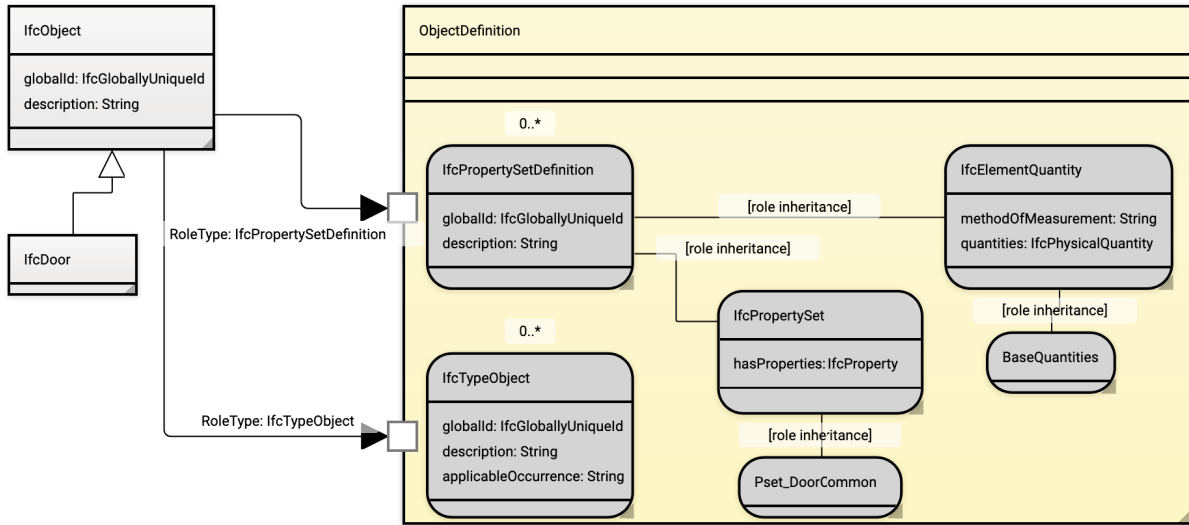 IfcObject
globalId: IfcGloballyUniqueId
description: String
IfcDoor
RoleType: IfcPropertySetDefinition
RoleType: IfcTypeObject
ObjectDefinition
0..*
IfcPropertySetDefinition
globalId: IfcGloballyUniqueId
description: String
[role inheritance]
[role inheritance]
IfcElementQuantity
methodOfMeasurement: String
quantities: IfcPhysicalQuantity
[role inheritance]
BaseQuantities
IfcPropertySet
hasProperties: IfcProperty
[role inheritance]
Pset_DoorCommon
0..*
IfcTypeObject
globalId: IfcGloballyUniqueId
description: String
applicableOccurrence: String